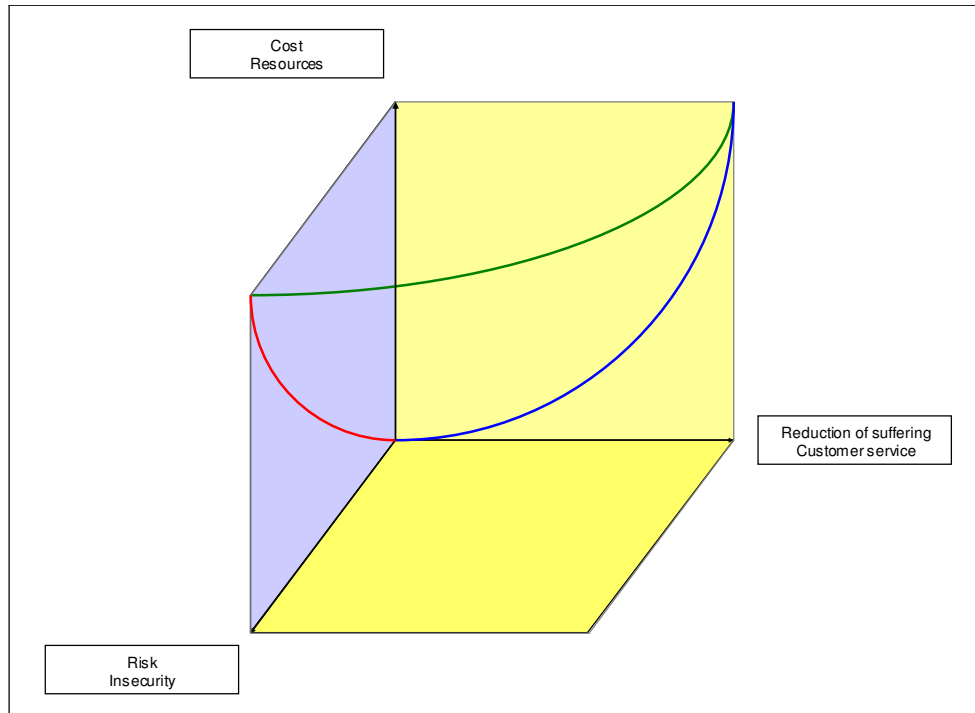 Cost
Resources
Reduction of suffering
Customer service
Risk
Insecurity